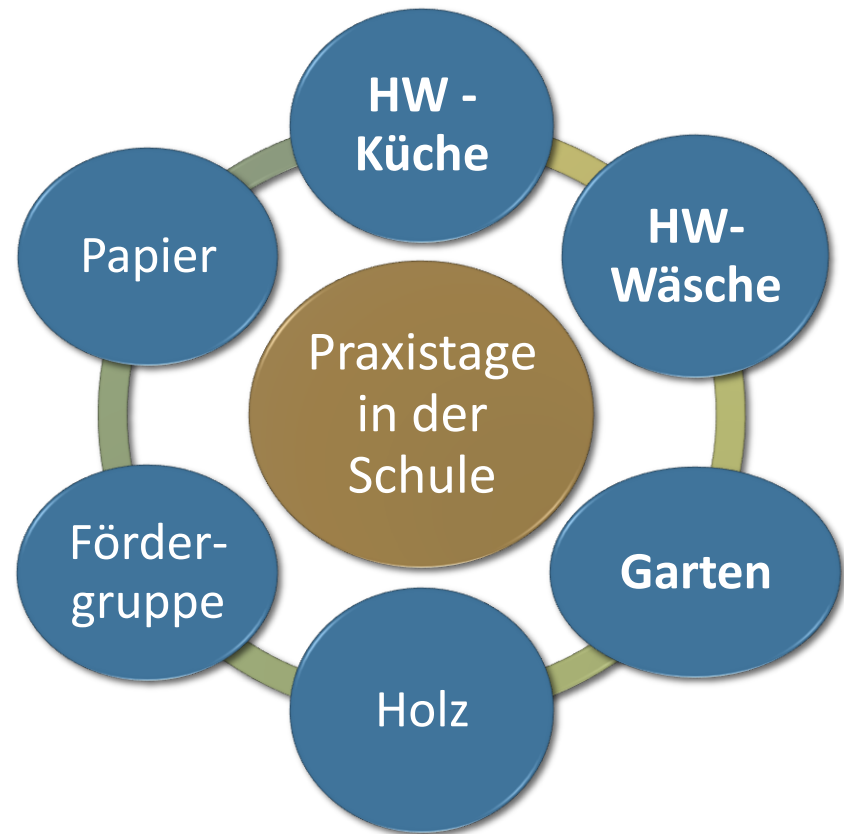 HW -
Küche
HW-
Wäsche
Garten
Holz
Förder-
gruppe
Papier
Praxistage
in der
Schule